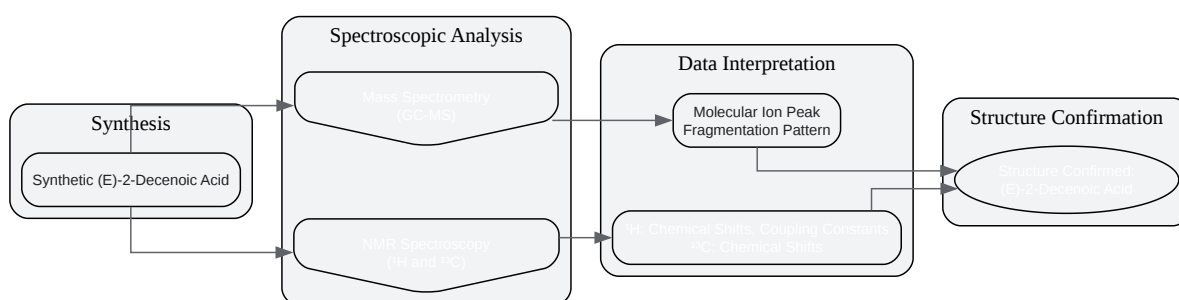 Synthesis
Synthetic (E)-2-Decenoic Acid
Spectroscopic Analysis
Mass Spectrometry
(GC-MS)
NMR Spectroscopy
(¹H and ¹³C)
Data Interpretation
Molecular Ion Peak
Fragmentation Pattern
¹H: Chemical Shifts, Coupling Constants
¹³C: Chemical Shifts
Structure Confirmation
Structure Confirmed:
(E)-2-Decenoic Acid